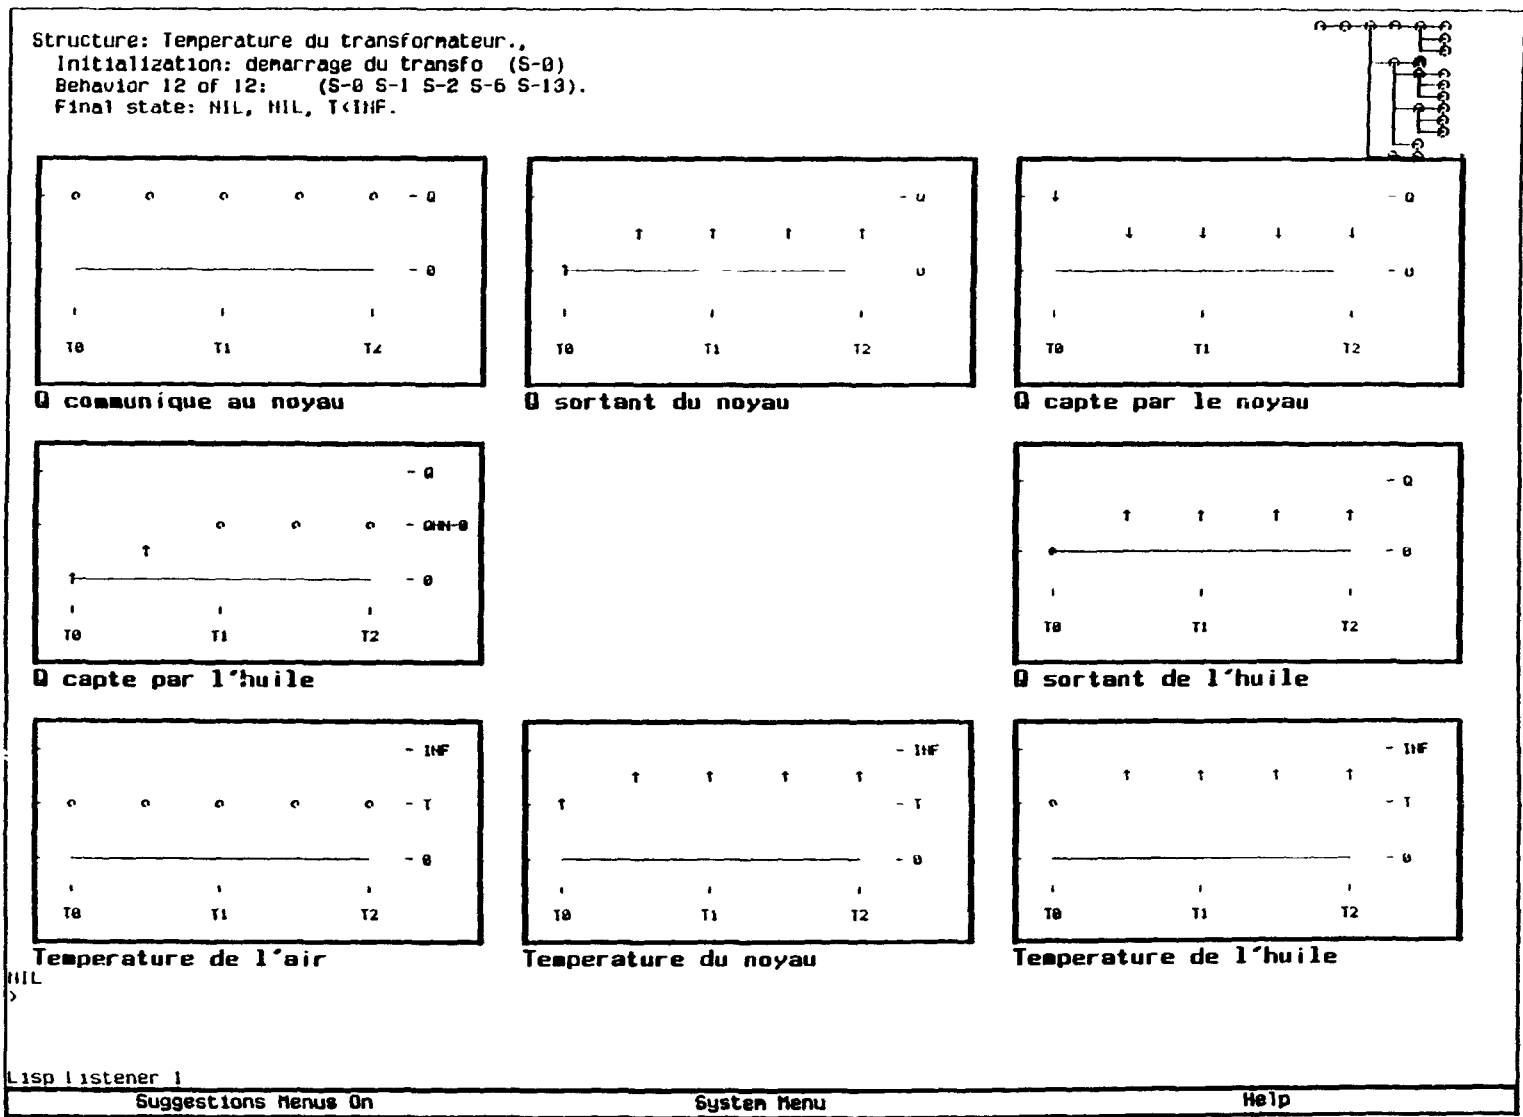 Structure: Temperature du transformateur.,
Initialization: demarrage du transfo (S-0)
Behavior 12 of 12: (S-0 S-1 S-2 S-6 S-13).
Final state: NIL, NIL, T<INF.
- Q
- 0
T0 T1 T2
Q communique au noyau
T0 T1 T2
Q sortant du noyau
- Q
T0 T1 T2
Q capte par le noyau
- Q
- QHN-0
- 0
T0 T1 T2
Q capte par l'huile
- Q
- 0
T0 T1 T2
Q sortant de l'huile
- INF
- T
- 0
T0 T1 T2
Temperature de l'air
- INF
- T
- 0
T0 T1 T2
Temperature du noyau
- INF
- T
- 0
T0 T1 T2
Temperature de l'huile
NIL
>
Lisp Listener 1
Suggestions Menus On System Menu Help